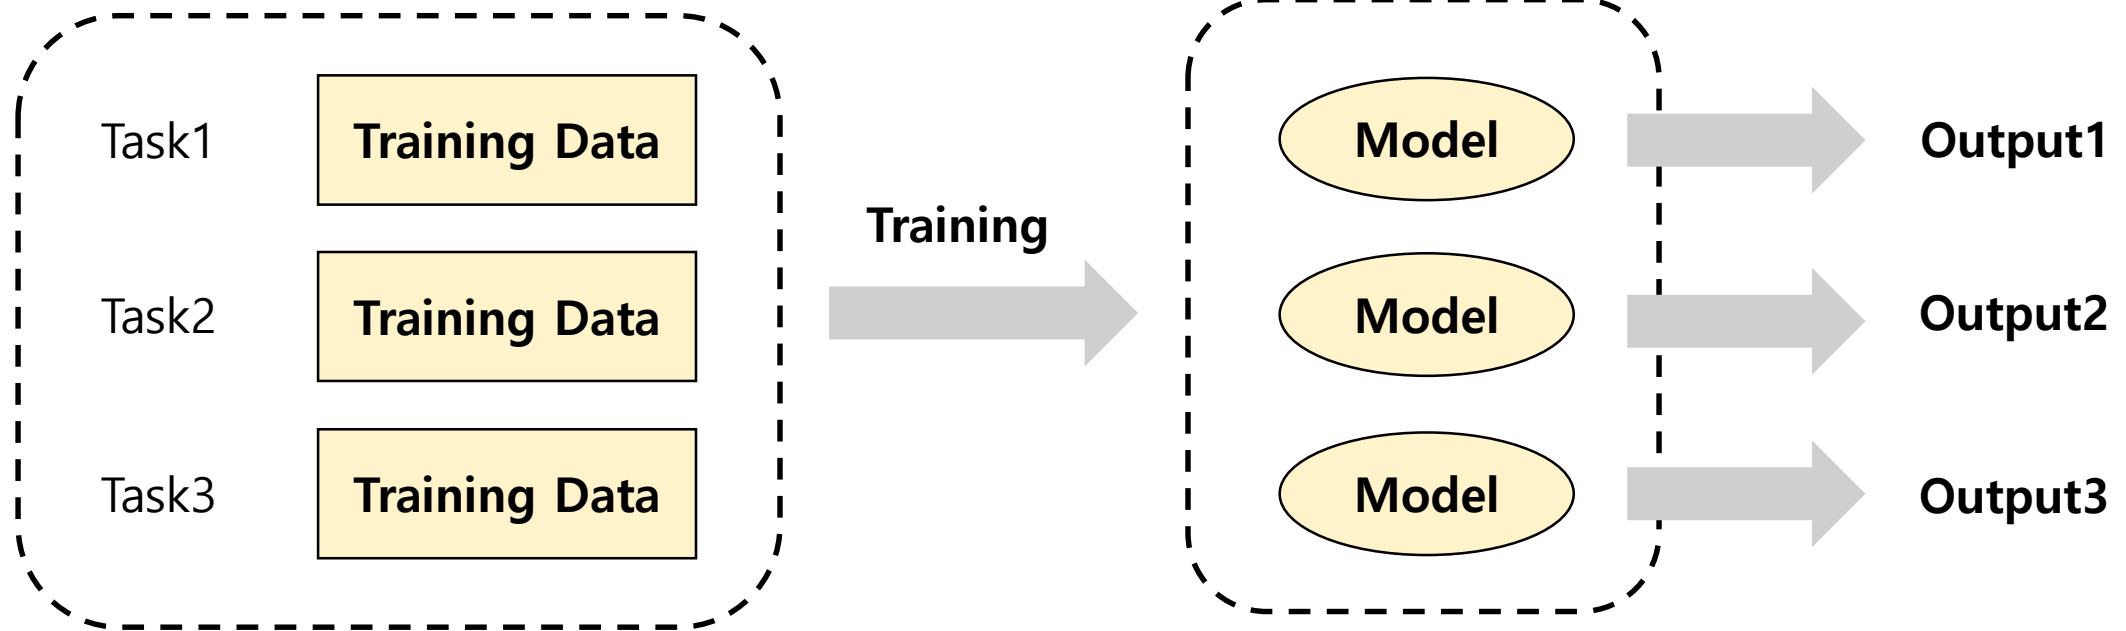 Task1
Training Data
Task2
Training Data
Task3
Training Data
Training
Model
Model
Model
Output1
Output2
Output3